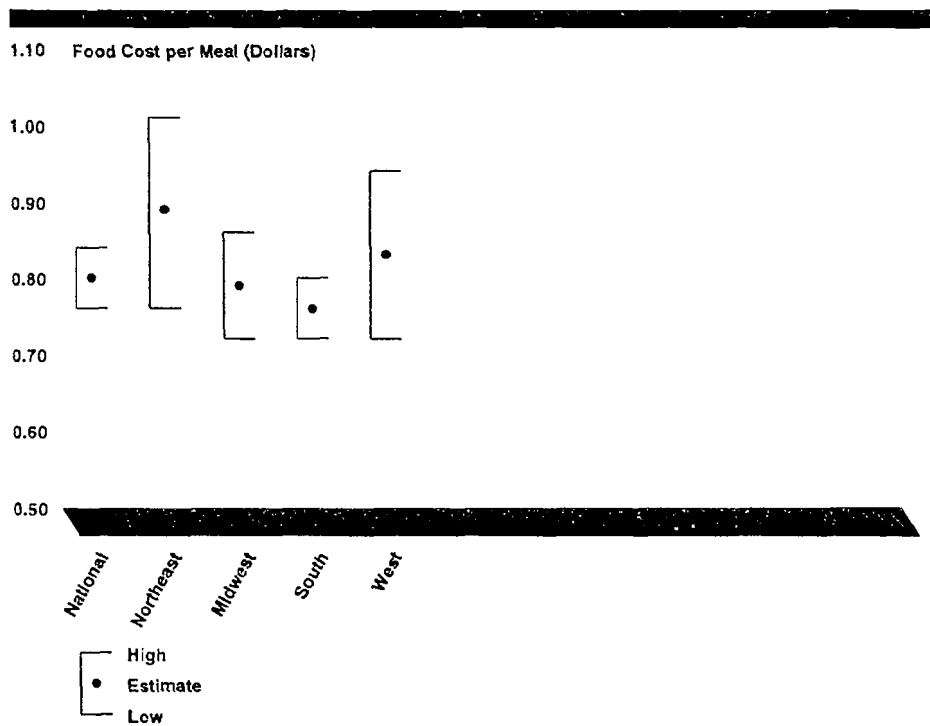 1.10 Food Cost per Meal (Dollars)
1.00
0.90
0.80
0.70
0.60
0.50
National
Northeast
Midwest
South
West
High
Estimate
Low